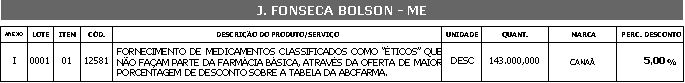 J. FONSECA BOLSON - ME
ANEXO LOTE ITEM CÓD. DESCRIÇÃO DO PRODUTO/SERVIÇO UNIDADE QUANT. MARCA PERC. DESCONTO
FORNECIMENTO DE MEDICAMENTOS CLASSIFICADOS COMO "ÉTICOS" QUE
I 0001 01 12581 NÃO FAÇAM PARTE DA FARMÁCIA BÁSICA, ATRAVÉS DA OFERTA DE MAIOR DESC 143.000,000 CANAÃ 5,00 %
PORCENTAGEM DE DESCONTO SOBRE A TABELA DA ABCFARMA.